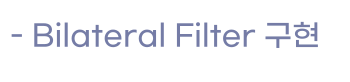 - Bilateral Filter 구현